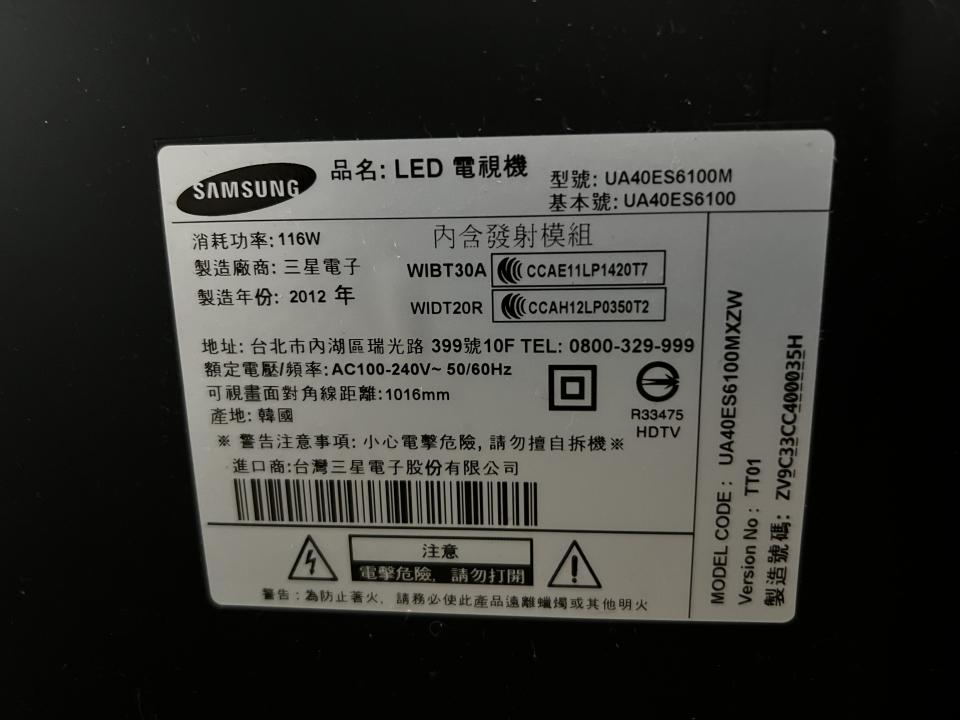 SAMSUNG
品名: LED 電視機
型號: UA40ES6100M
基本號: UA40ES6100
消耗功率: 116W
製造廠商: 三星電子
製造年份: 2012 年
內含發射模組
WIBT30A CCAE11LP1420T7
WIDT20R CCAH12LP0350T2
地址: 台北市內湖區瑞光路 399號10F TEL: 0800-329-999
額定電壓/頻率: AC100-240V~ 50/60Hz
可視畫面對角線距離: 1016mm
產地: 韓國
R33475
HDTV
※ 警告注意事項: 小心電擊危險, 請勿擅自拆機※
進口商: 台灣三星電子股份有限公司
注意
電擊危險, 請勿打開
警告: 為防止著火, 請務必使此產品遠離蠟燭或其他明火
MODEL CODE : UA40ES6100MXZW
Version No : TT01
製造號碼: ZV9C33CC400035H